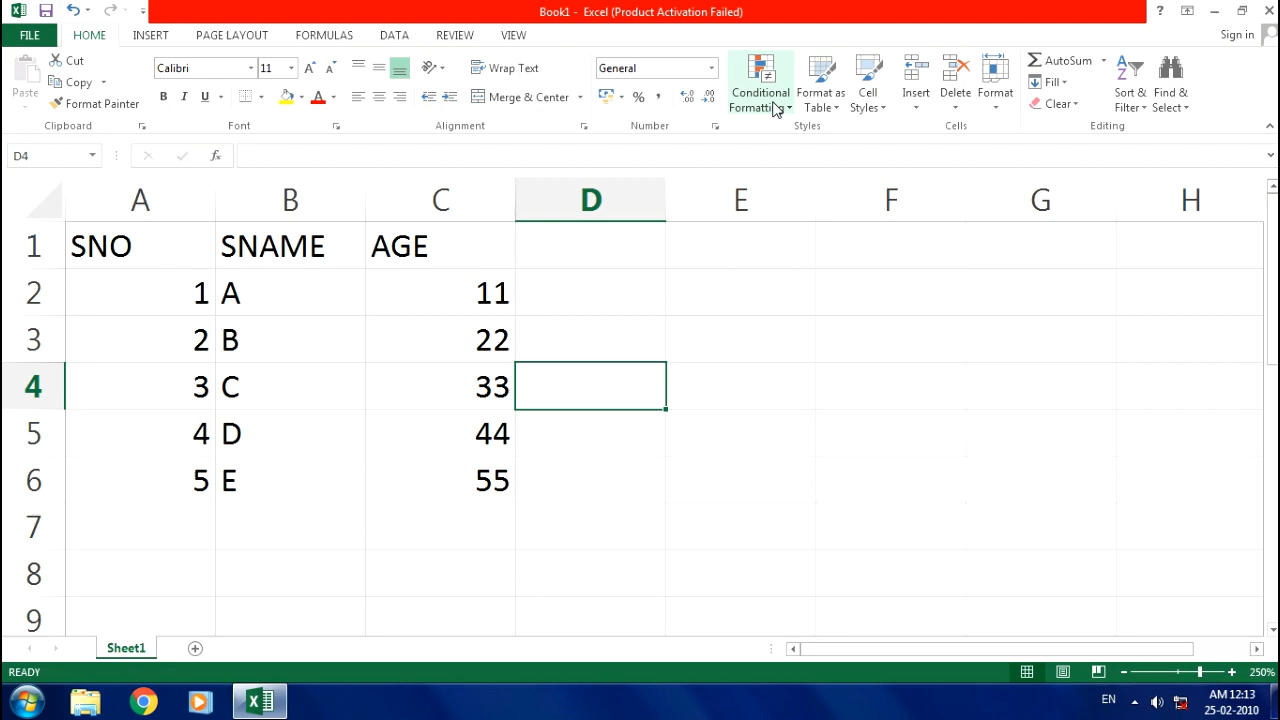 Book1 - Excel (Product Activation Failed)
?
FILE HOME INSERT PAGE LAYOUT FORMULAS DATA REVIEW VIEW Sign in
Paste
Cut
Copy
Format Painter
Clipboard
Calibri 11
B I U A
Font
Wrap Text
Merge & Center
Alignment
General
% ,
Number
Conditional Formatting
Format as Table
Cell Styles
Styles
Insert Delete Format
Cells
AutoSum
Fill
Clear
Sort & Filter
Find & Select
Editing
D4 fx
A B C D E F G H
1 SNO SNAME AGE
2 1 A 11
3 2 B 22
4 3 C 33
5 4 D 44
6 5 E 55
7
8
9
Sheet1
READY 250%
EN AM 12:13
25-02-2010